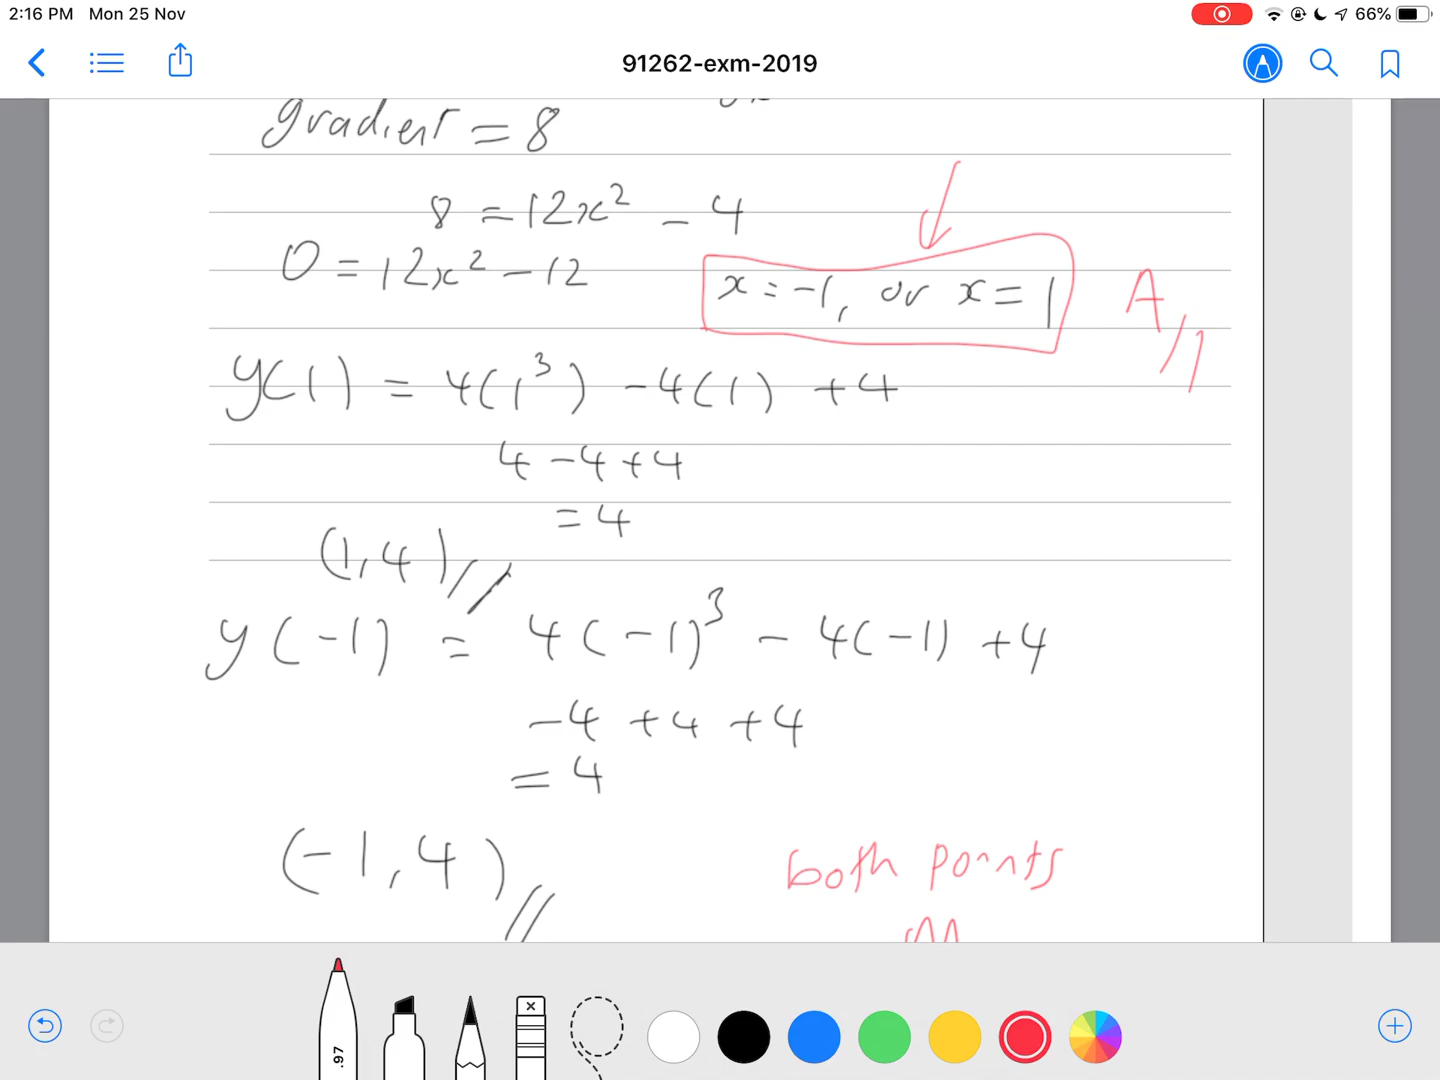 2:16 PM Mon 25 Nov
66%
91262-exm-2019
gradient = 8
8 = 12x² - 4
0 = 12x² - 12
x = -1, or x = 1
A
y(1) = 4(1³) - 4(1) + 4
4 - 4 + 4
= 4
(1, 4)//
y(-1) = 4(-1)³ - 4(-1) + 4
-4 + 4 + 4
= 4
(-1, 4)//
both points
M
.97